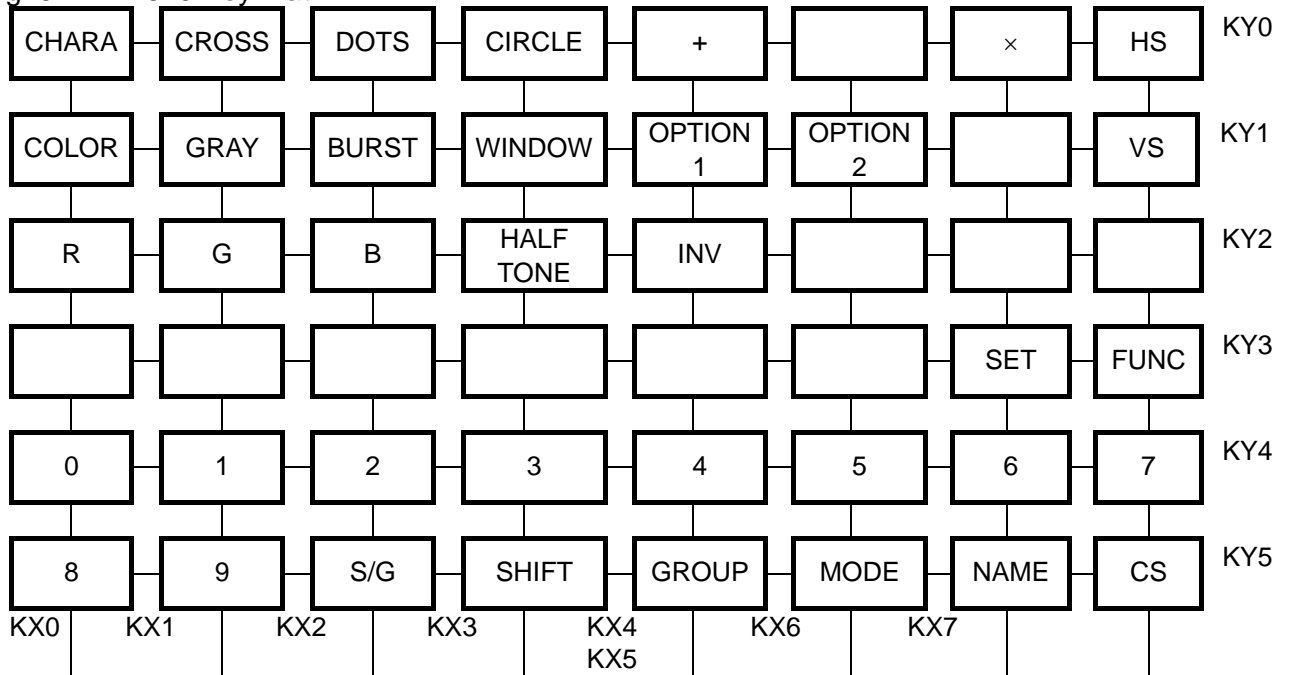 CHARA CROSS DOTS CIRCLE + × HS KY0
COLOR GRAY BURST WINDOW OPTION 1 OPTION 2 VS KY1
R G B HALF TONE INV KY2
SET FUNC KY3
0 1 2 3 4 5 6 7 KY4
8 9 S/G SHIFT GROUP MODE NAME CS KY5
KX0 KX1 KX2 KX3 KX4 KX6 KX7
KX5